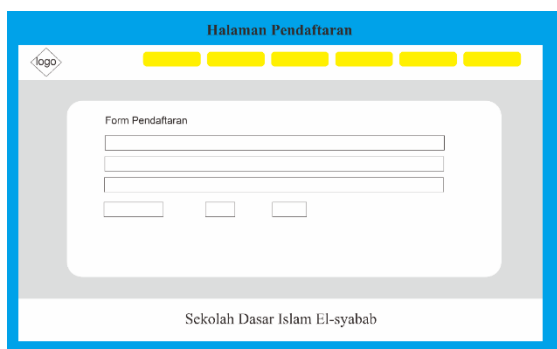 Halaman Pendaftaran
logo
Form Pendaftaran
Sekolah Dasar Islam El-syabab